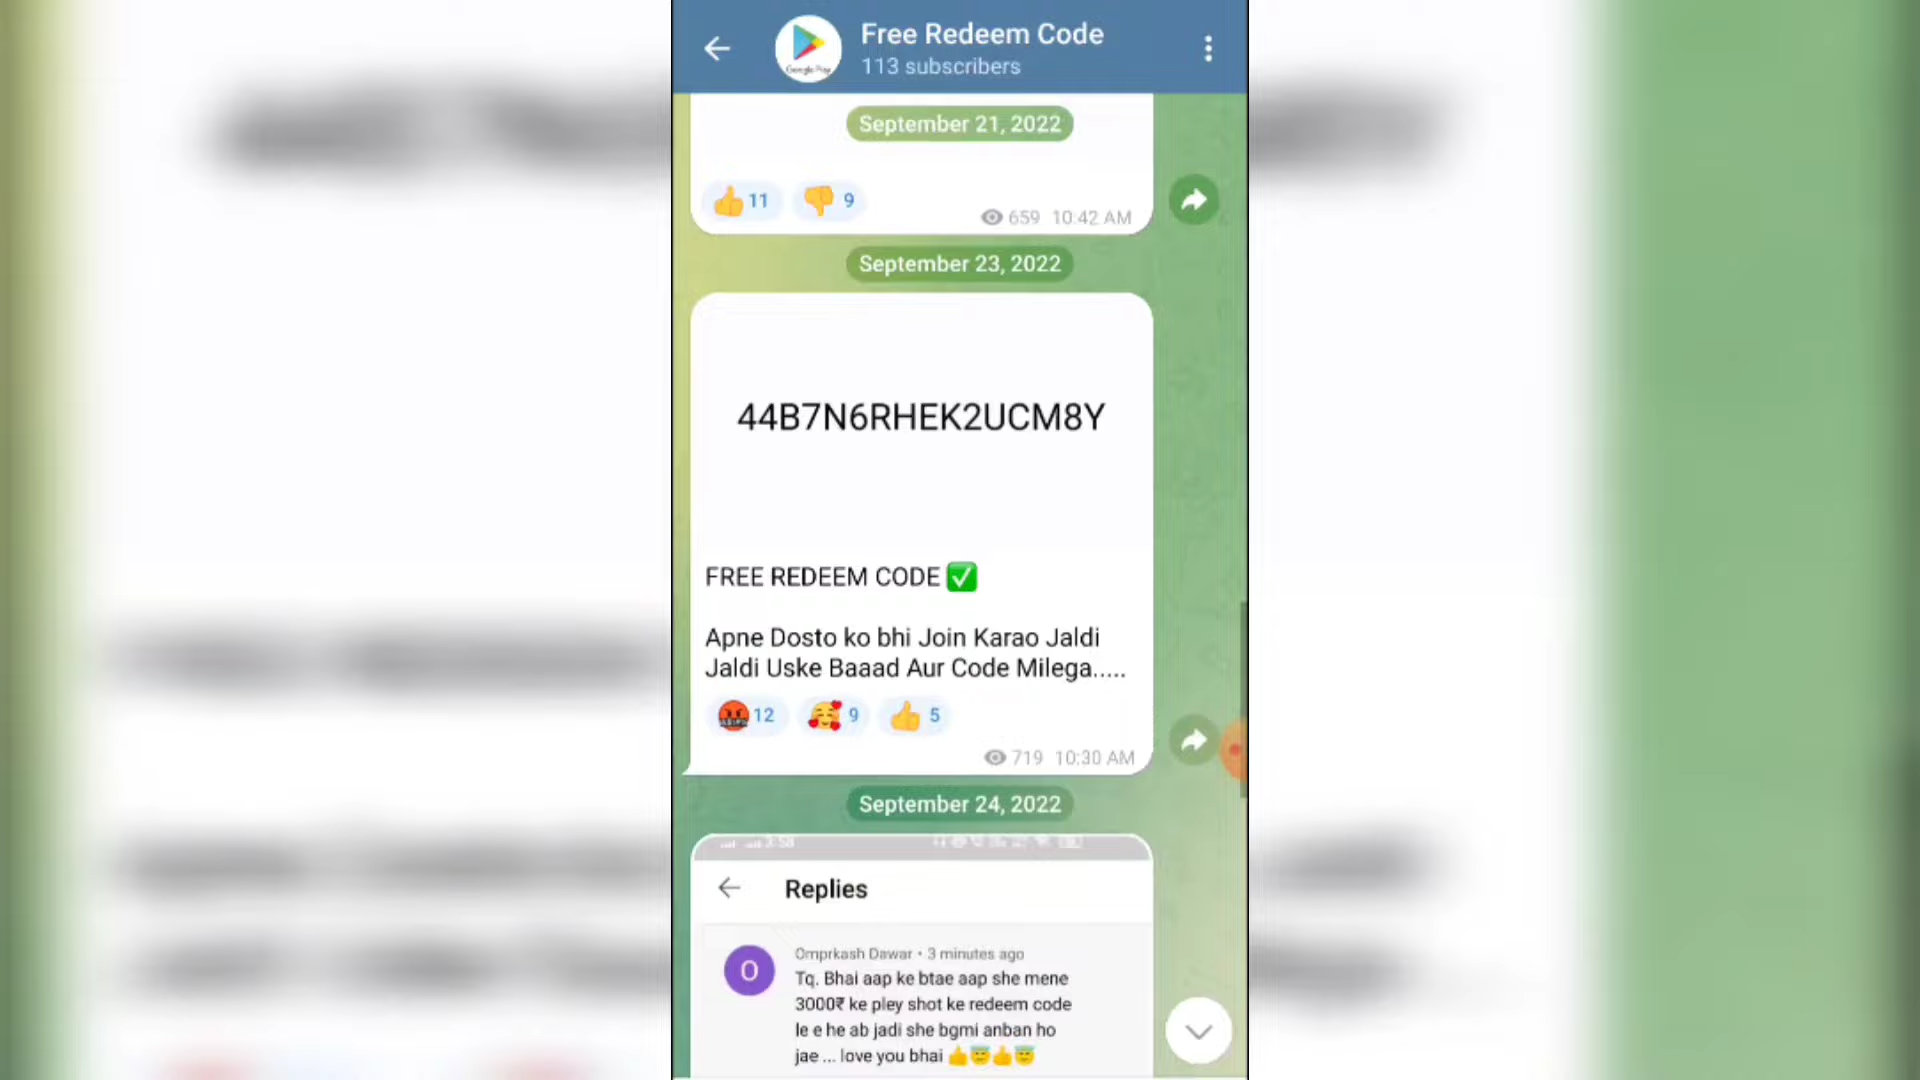 Free Redeem Code
113 subscribers
September 21, 2022
👍 11 👎 9
659 10:42 AM
September 23, 2022
44B7N6RHEK2UCM8Y
FREE REDEEM CODE ✅
Apne Dosto ko bhi Join Karao Jaldi
Jaldi Uske Baaad Aur Code Milega.....
🤬 12 🥰 9 👍 5
719 10:30 AM
September 24, 2022
3:58
Replies
O
Omprkash Dawar • 3 minutes ago
Tq. Bhai aap ke btae aap she mene
3000₹ ke pley shot ke redeem code
le e he ab jadi she bgmi anban ho
jae ... love you bhai 👍😇👍😇